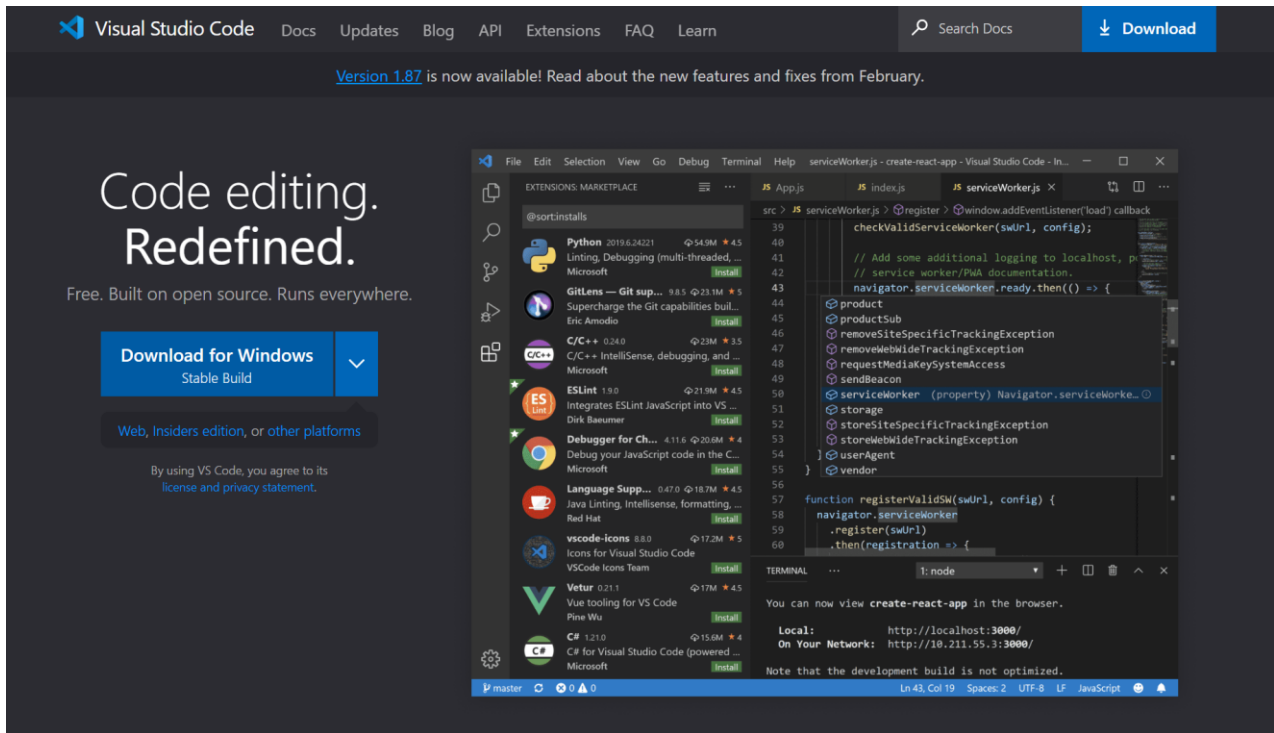 Visual Studio Code Docs Updates Blog API Extensions FAQ Learn Search Docs Download
Version 1.87 is now available! Read about the new features and fixes from February.
Code editing.
Redefined.
Free. Built on open source. Runs everywhere.
Download for Windows
Stable Build
Web, Insiders edition, or other platforms
By using VS Code, you agree to its
license and privacy statement.
File Edit Selection View Go Debug Terminal Help serviceWorker.js - create-react-app - Visual Studio Code - In...
EXTENSIONS: MARKETPLACE
@sort:installs
Python 2019.6.24221 54.9M ★ 4.5
Linting, Debugging (multi-threaded, ...
Microsoft Install
GitLens — Git sup... 9.8.5 23.1M ★ 5
Supercharge the Git capabilities buil...
Eric Amodio Install
C/C++ 0.24.0 23M ★ 3.5
C/C++ IntelliSense, debugging, and ...
Microsoft Install
C/C++
ESLint 1.9.0 21.9M ★ 4.5
Integrates ESLint JavaScript into VS ...
Dirk Baeumer Install
ES
Lint
Debugger for Ch... 4.11.6 20.6M ★ 4
Debug your JavaScript code in the C...
Microsoft Install
Language Supp... 0.47.0 18.7M ★ 4.5
Java Linting, Intellisense, formatting, ...
Red Hat Install
vscode-icons 8.8.0 17.2M ★ 5
Icons for Visual Studio Code
VSCode Icons Team Install
Vetur 0.21.1 17M ★ 4.5
Vue tooling for VS Code
Pine Wu Install
C# 1.21.0 15.6M ★ 4
C# for Visual Studio Code (powered ...
Microsoft Install
C#
JS App.js JS index.js JS serviceWorker.js
src > JS serviceWorker.js > register > window.addEventListener('load') callback
39 checkValidServiceWorker(swUrl, config);
40
41 // Add some additional logging to localhost, po
42 // service worker/PWA documentation.
43 navigator.serviceWorker.ready.then(() => {
44 product
45 productSub
46 removeSiteSpecificTrackingException
47 removeWebWideTrackingException
48 requestMediaKeySystemAccess
49 sendBeacon
50 serviceWorker (property) Navigator.serviceWorke...
51 storage
52 storeSiteSpecificTrackingException
53 storeWebWideTrackingException
54 } userAgent
55 } vendor
56
57 function registerValidSW(swUrl, config) {
58 navigator.serviceWorker
59 .register(swUrl)
60 .then(registration => {
TERMINAL ... 1: node
You can now view create-react-app in the browser.
Local: http://localhost:3000/
On Your Network: http://10.211.55.3:3000/
Note that the development build is not optimized.
master 0 0 Ln 43, Col 19 Spaces: 2 UTF-8 LF JavaScript